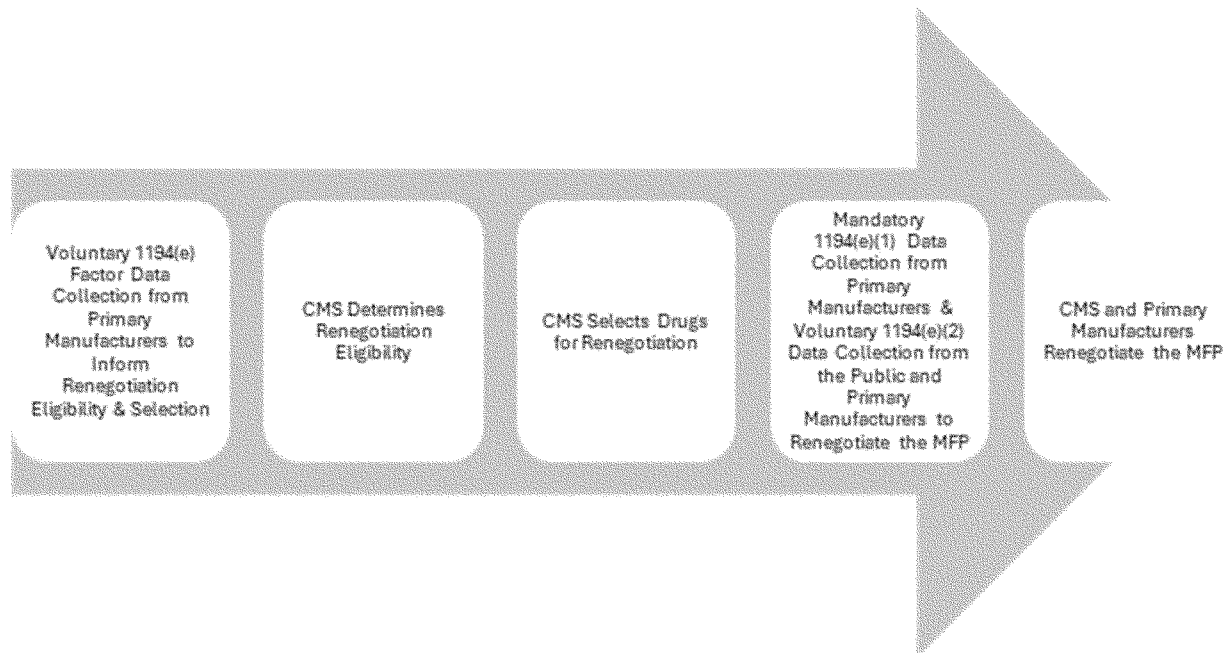 Voluntary 1194(e)
Factor Data
Collection from
Primary
Manufacturers to
Inform
Renegotiation
Eligibility & Selection
CMS Determines
Renegotiation
Eligibility
CMS Selects Drugs
for Renegotiation
Mandatory
1194(e)(1) Data
Collection from
Primary
Manufacturers &
Voluntary 1194(e)(2)
Data Collection from
the Public and
Primary
Manufacturers to
Renegotiate the MFP
CMS and Primary
Manufacturers
Renegotiate the MFP